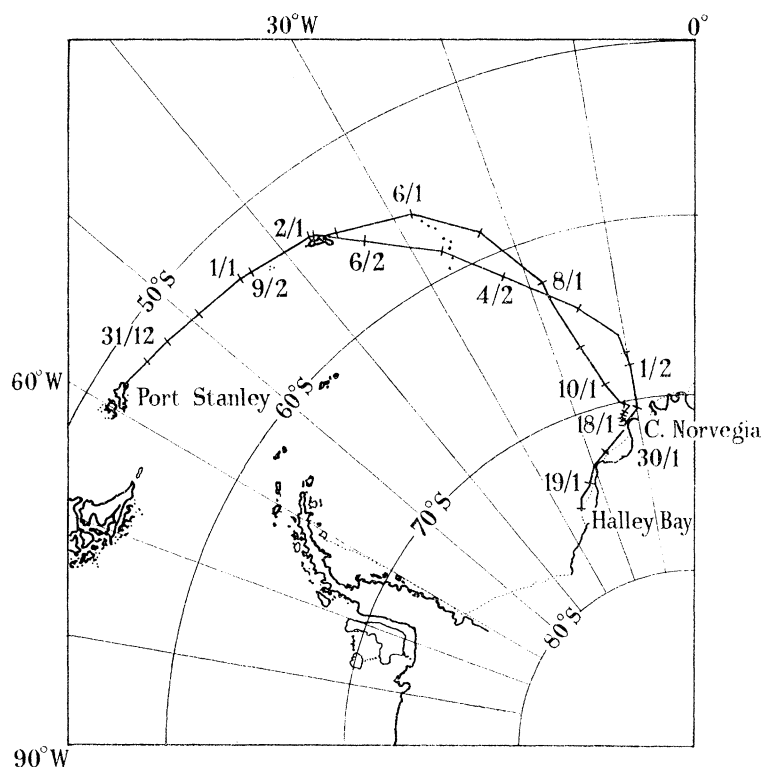 30°W
0°
6/1
2/1
1/1
9/2
6/2
50°S
4/2
8/1
31/12
1/2
60°W
Port Stanley
60°S
10/1
18/1
C. Norvegia
30/1
19/1
70°S
Halley Bay
80°S
90°W